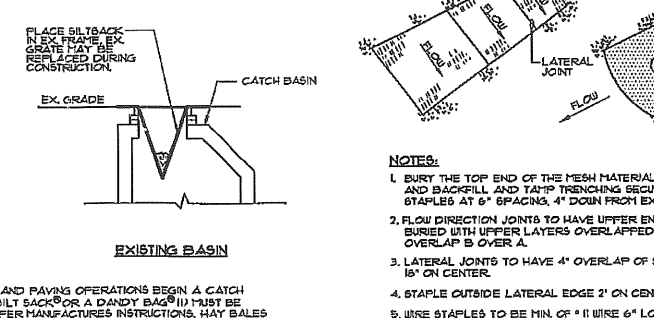 PLACE SILTSACK
IN EX. FRAME, EX.
GRATE MAY BE
REPLACED DURING
CONSTRUCTION.
CATCH BASIN
EX. GRADE
EXISTING BASIN
AND PAVING OPERATIONS BEGIN A CATCH
SILT SACK® OR A DANDY BAG® (1) MUST BE
PER MANUFACTURES INSTRUCTIONS. HAY BALES
FLOW
FLOW
FLOW
LATERAL
JOINT
FLOW
NOTES:
1. BURY THE TOP END OF THE MESH MATERIAL
AND BACKFILL AND TAMP TRENCHING
STAPLES AT 6" SPACING, 4" DOWN FROM
2. FLOW DIRECTION JOINTS TO HAVE UPPER
BURIED WITH UPPER LAYERS OVERLAPPED
OVERLAP B OVER A.
3. LATERAL JOINTS TO HAVE 4" OVERLAP OF
18" ON CENTER.
4. STAPLE OUTSIDE LATERAL EDGE 2' ON
5. WIRE STAPLES TO BE MIN. OF WIRE 6"